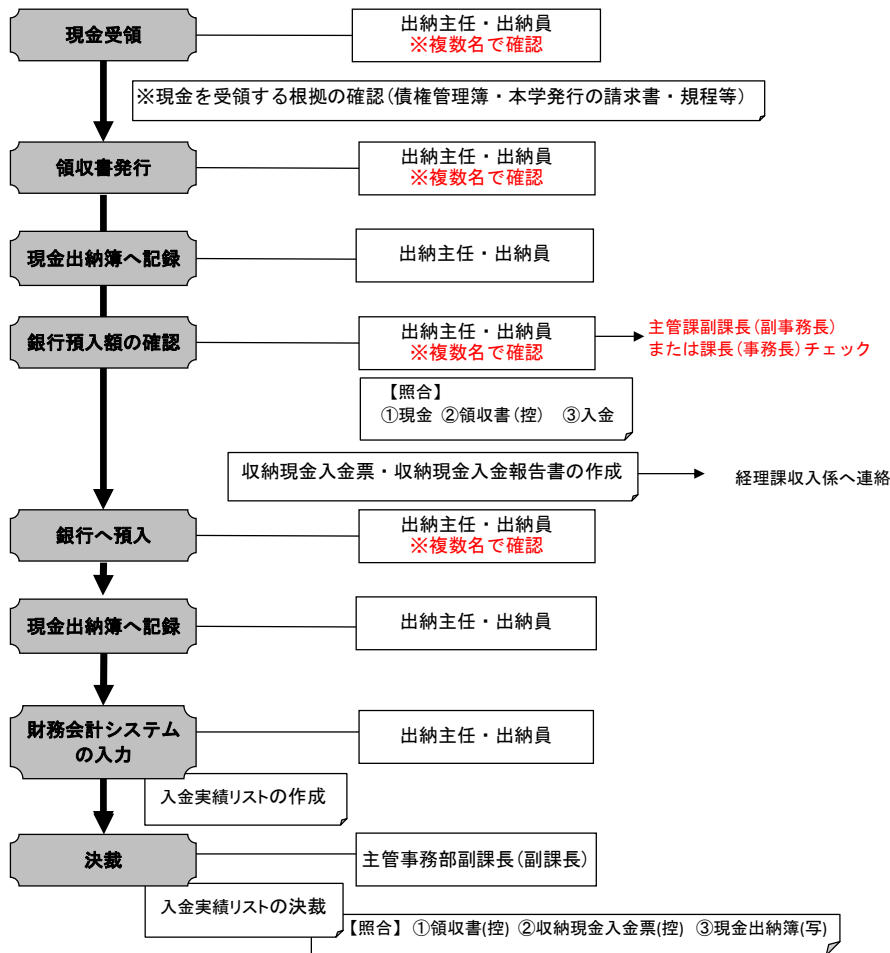 現金受領
出納主任・出納員
※複数名で確認
※現金を受領する根拠の確認(債権管理簿・本学発行の請求書・規程等)
領収書発行
出納主任・出納員
※複数名で確認
現金出納簿へ記録
出納主任・出納員
銀行預入額の確認
出納主任・出納員
※複数名で確認
主管課副課長(副事務長)
または課長(事務長)チェック
【照合】
①現金 ②領収書(控) ③入金
収納現金入金票・収納現金入金報告書の作成
経理課収入係へ連絡
銀行へ預入
出納主任・出納員
※複数名で確認
現金出納簿へ記録
出納主任・出納員
財務会計システム
の入力
出納主任・出納員
入金実績リストの作成
決裁
主管事務部副課長(副課長)
入金実績リストの決裁
【照合】 ①領収書(控) ②収納現金入金票(控) ③現金出納簿(写)